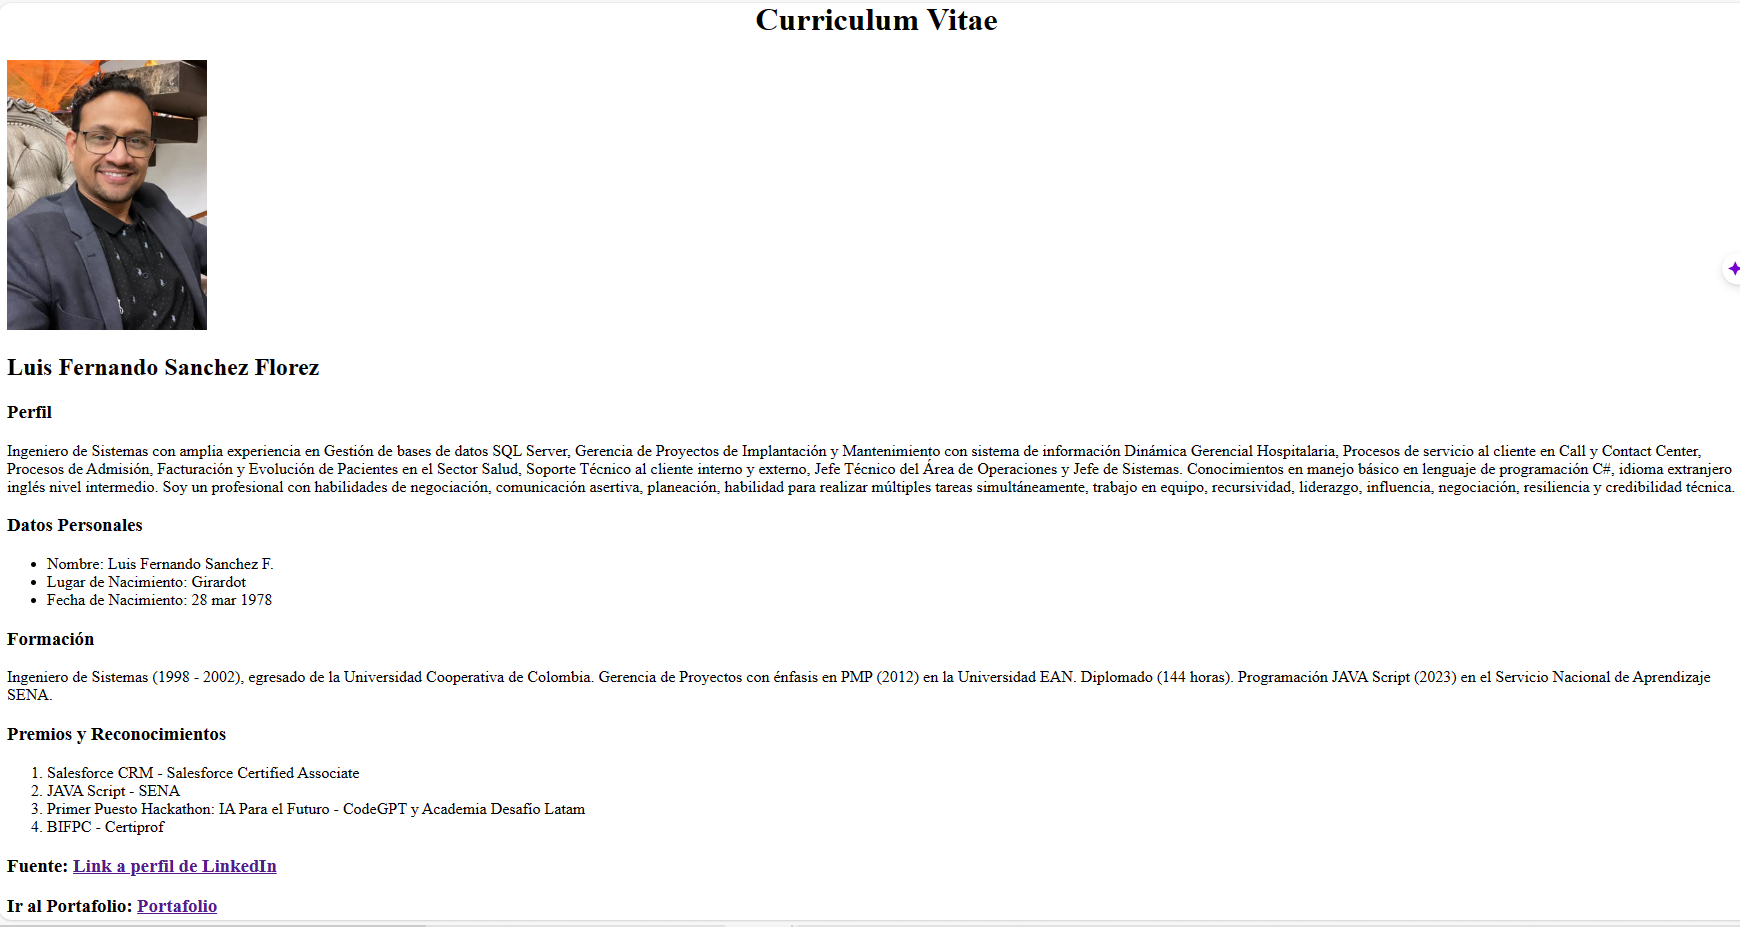 Curriculum Vitae
Luis Fernando Sanchez Florez
Perfil
Ingeniero de Sistemas con amplia experiencia en Gestión de bases de datos SQL Server, Gerencia de Proyectos de Implantación y Mantenimiento con sistema de información Dinámica Gerencial Hospitalaria, Procesos de servicio al cliente en Call y Contact Center,
Procesos de Admisión, Facturación y Evolución de Pacientes en el Sector Salud, Soporte Técnico al cliente interno y externo, Jefe Técnico del Área de Operaciones y Jefe de Sistemas. Conocimientos en manejo básico en lenguaje de programación C#, idioma extranjero
inglés nivel intermedio. Soy un profesional con habilidades de negociación, comunicación asertiva, planeación, habilidad para realizar múltiples tareas simultáneamente, trabajo en equipo, recursividad, liderazgo, influencia, negociación, resiliencia y credibilidad técnica.
Datos Personales
• Nombre: Luis Fernando Sanchez F.
• Lugar de Nacimiento: Girardot
• Fecha de Nacimiento: 28 mar 1978
Formación
Ingeniero de Sistemas (1998 - 2002), egresado de la Universidad Cooperativa de Colombia. Gerencia de Proyectos con énfasis en PMP (2012) en la Universidad EAN. Diplomado (144 horas). Programación JAVA Script (2023) en el Servicio Nacional de Aprendizaje
SENA.
Premios y Reconocimientos
1. Salesforce CRM - Salesforce Certified Associate
2. JAVA Script - SENA
3. Primer Puesto Hackathon: IA Para el Futuro - CodeGPT y Academia Desafío Latam
4. BIFPC - Certiprof
Fuente: Link a perfil de LinkedIn
Ir al Portafolio: Portafolio